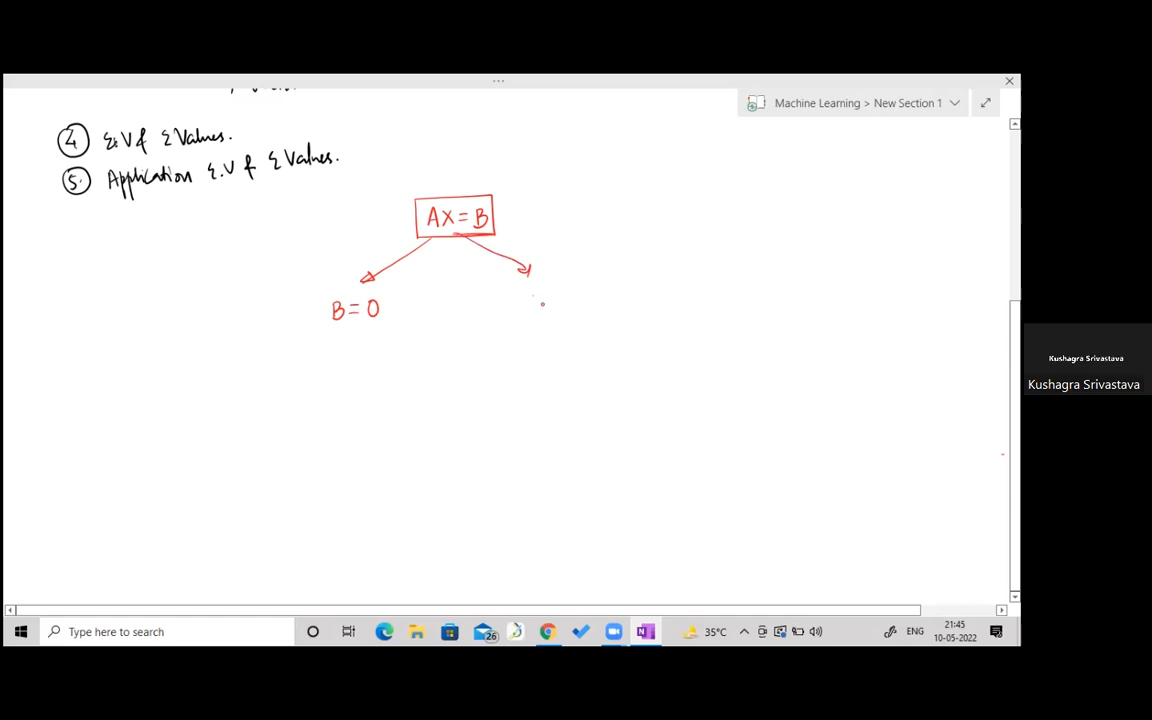 Machine Learning > New Section 1
4 E.V & E Values.
5. Application E.V & E Values.
AX = B
B = 0
Kushagra Srivastava
Kushagra Srivastava
Type here to search
26
35°C
ENG
21:45
10-05-2022